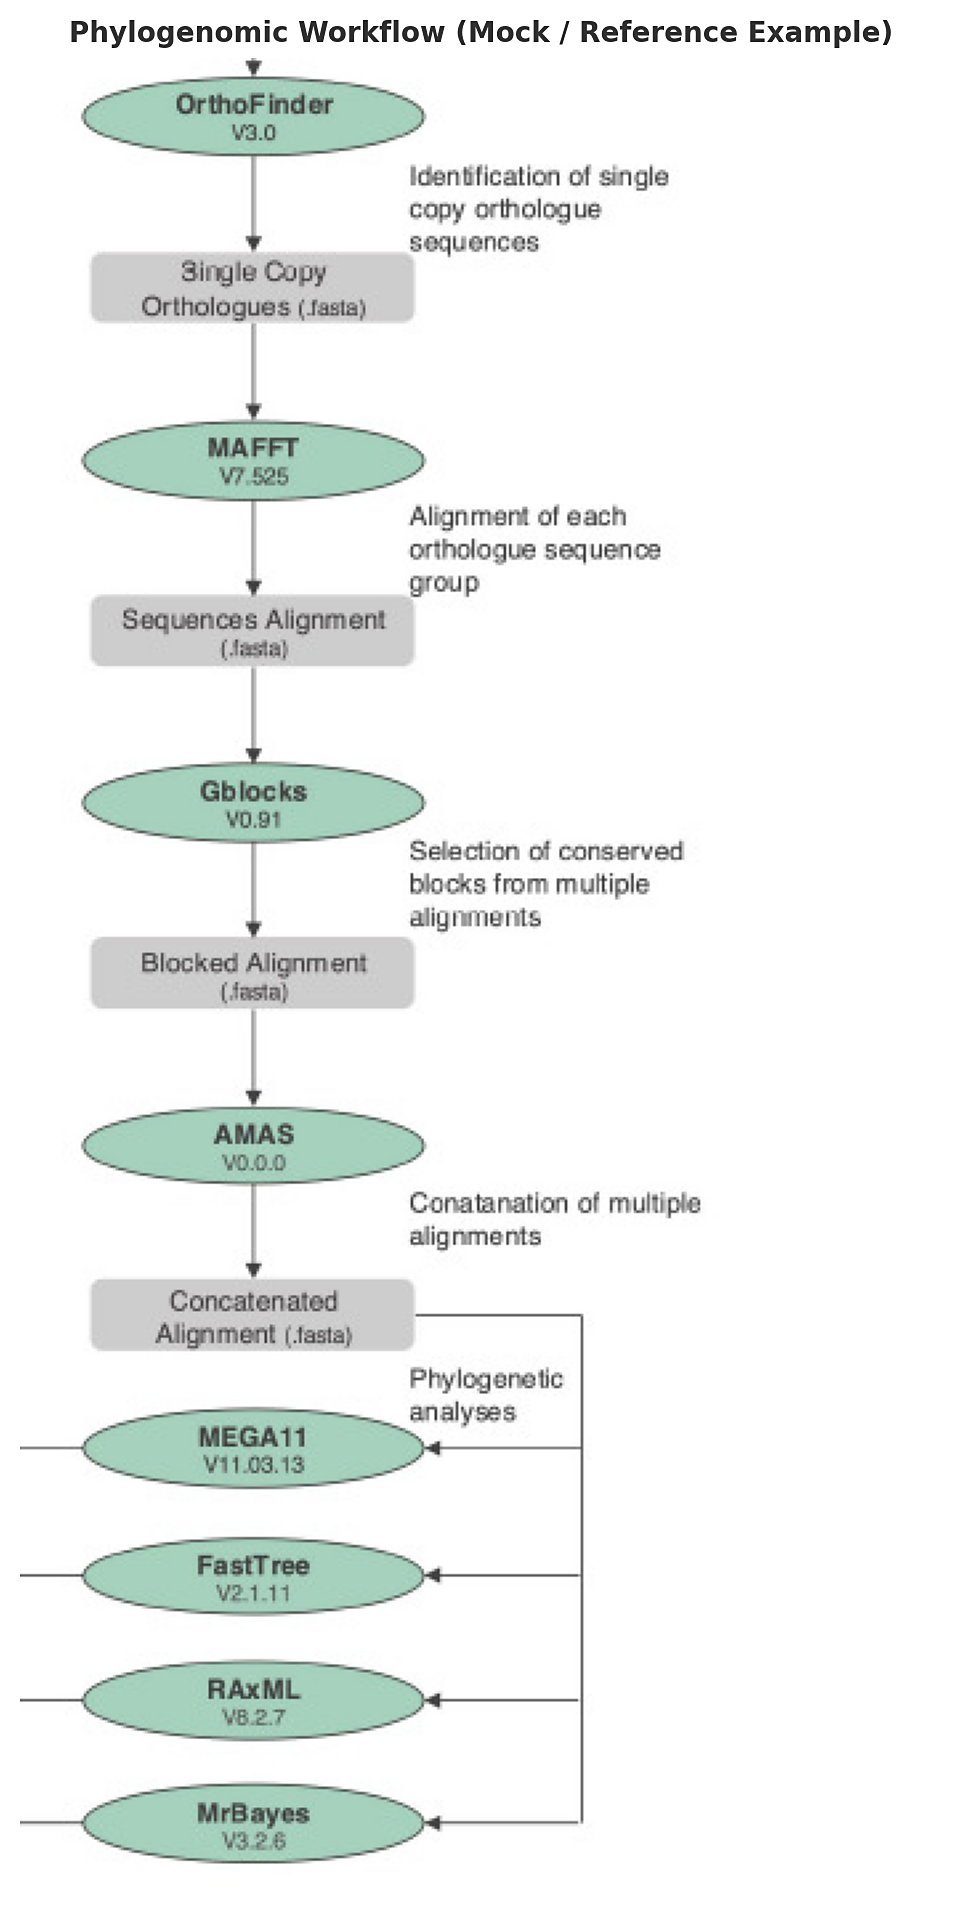 Phylogenomic Workflow (Mock / Reference Example)
OrthoFinder
V3.0
Identification of single
copy orthologue
sequences
Single Copy
Orthologues (.fasta)
MAFFT
V7.525
Alignment of each
orthologue sequence
group
Sequences Alignment
(.fasta)
Gblocks
V0.91
Selection of conserved
blocks from multiple
alignments
Blocked Alignment
(.fasta)
AMAS
V0.0.0
Conatanation of multiple
alignments
Concatenated
Alignment (.fasta)
Phylogenetic
analyses
MEGA11
V11.03.13
FastTree
V2.1.11
RAxML
V8.2.7
MrBayes
V3.2.6